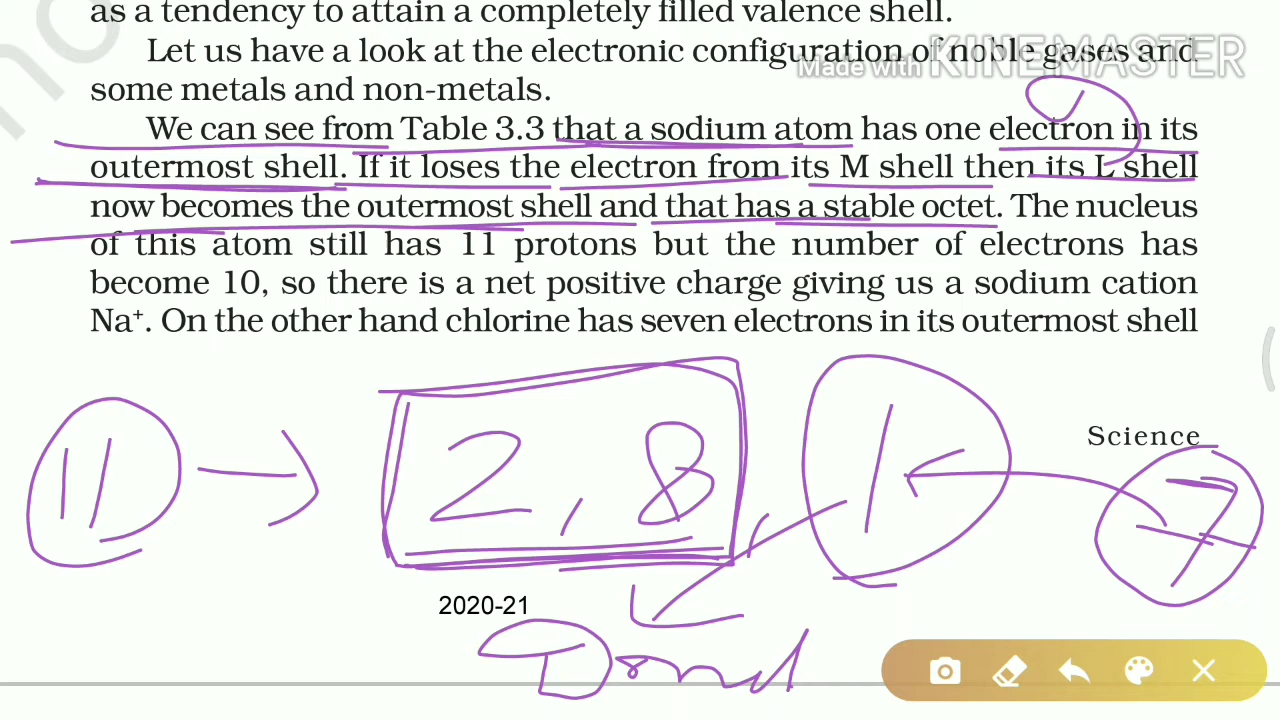 as a tendency to attain a completely filled valence shell.
Let us have a look at the electronic configuration of noble gases and
Made with KINEMASTER
some metals and non-metals.
We can see from Table 3.3 that a sodium atom has one electron in its
outermost shell. If it loses the electron from its M shell then its L shell
now becomes the outermost shell and that has a stable octet. The nucleus
of this atom still has 11 protons but the number of electrons has
become 10, so there is a net positive charge giving us a sodium cation
Na⁺. On the other hand chlorine has seven electrons in its outermost shell
Science
11 → 2, 8, 1 7
2020-21